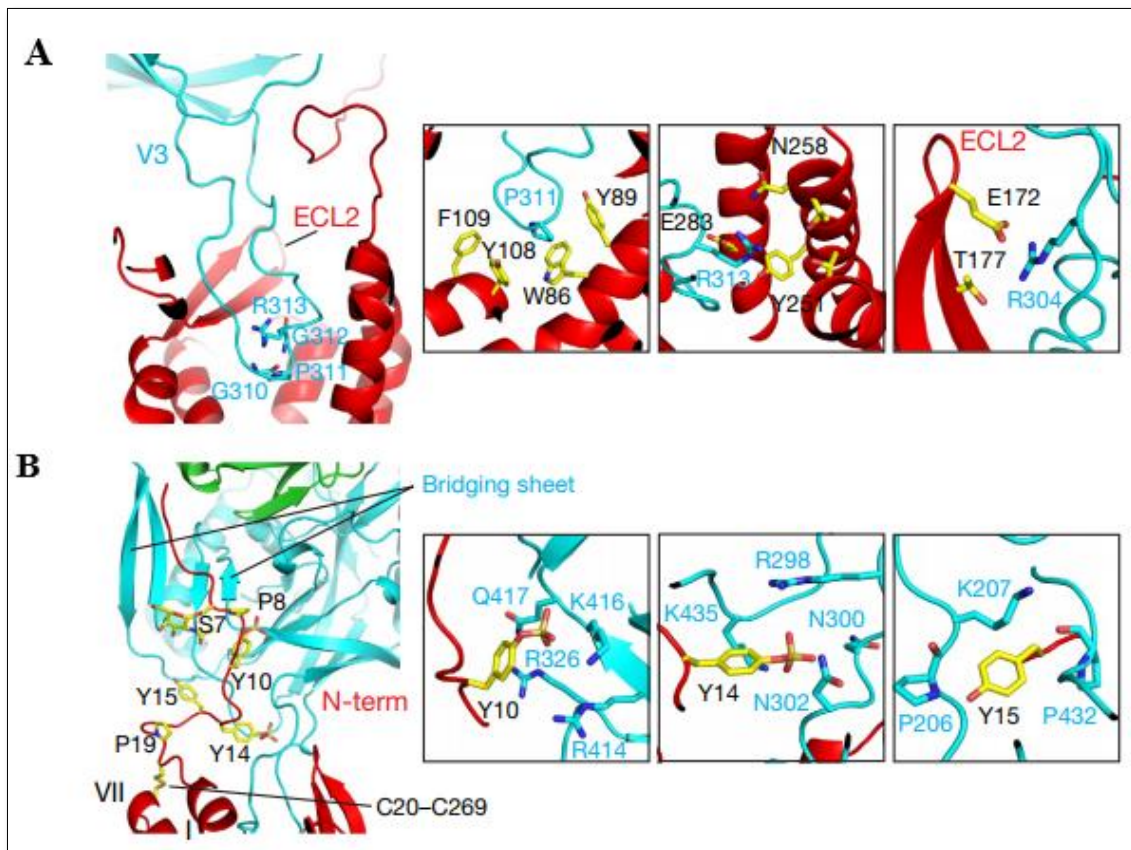 A
V3
ECL2
R313
G312
P311
G310
P311
Y89
F109
Y108
W86
N258
E283
R313
Y251
ECL2
E172
T177
R304
B
Bridging sheet
P8
S7
Y10
Y15
N-term
P19
Y14
VII
C20–C269
I
Q417
K416
R326
Y10
R414
R298
K435
N300
Y14
N302
K207
P206
Y15
P432